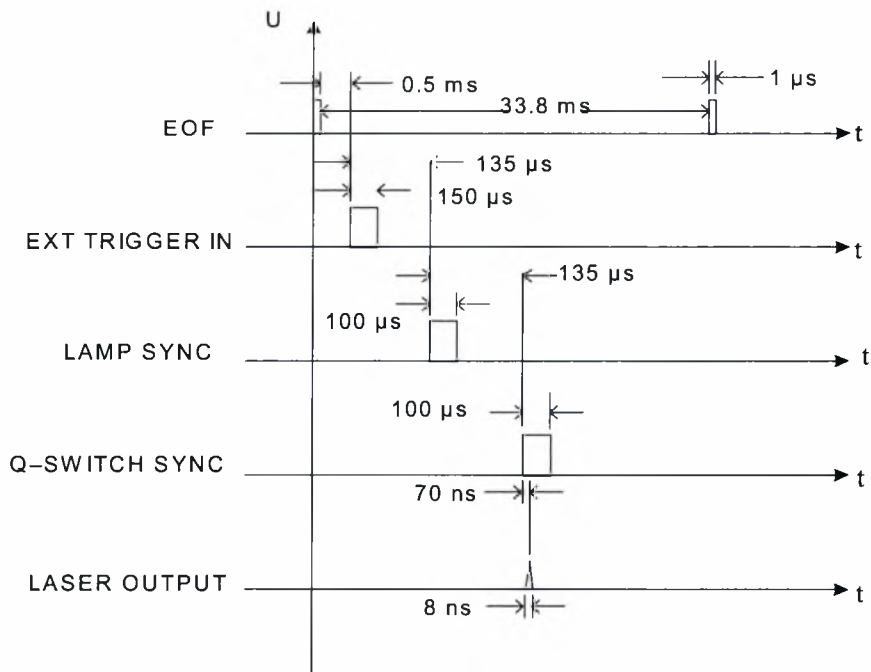 U
0.5 ms
1 µs
33.8 ms
EOF
t
135 µs
150 µs
EXT TRIGGER IN
t
135 µs
100 µs
LAMP SYNC
t
100 µs
Q–SWITCH SYNC
t
70 ns
LASER OUTPUT
t
8 ns